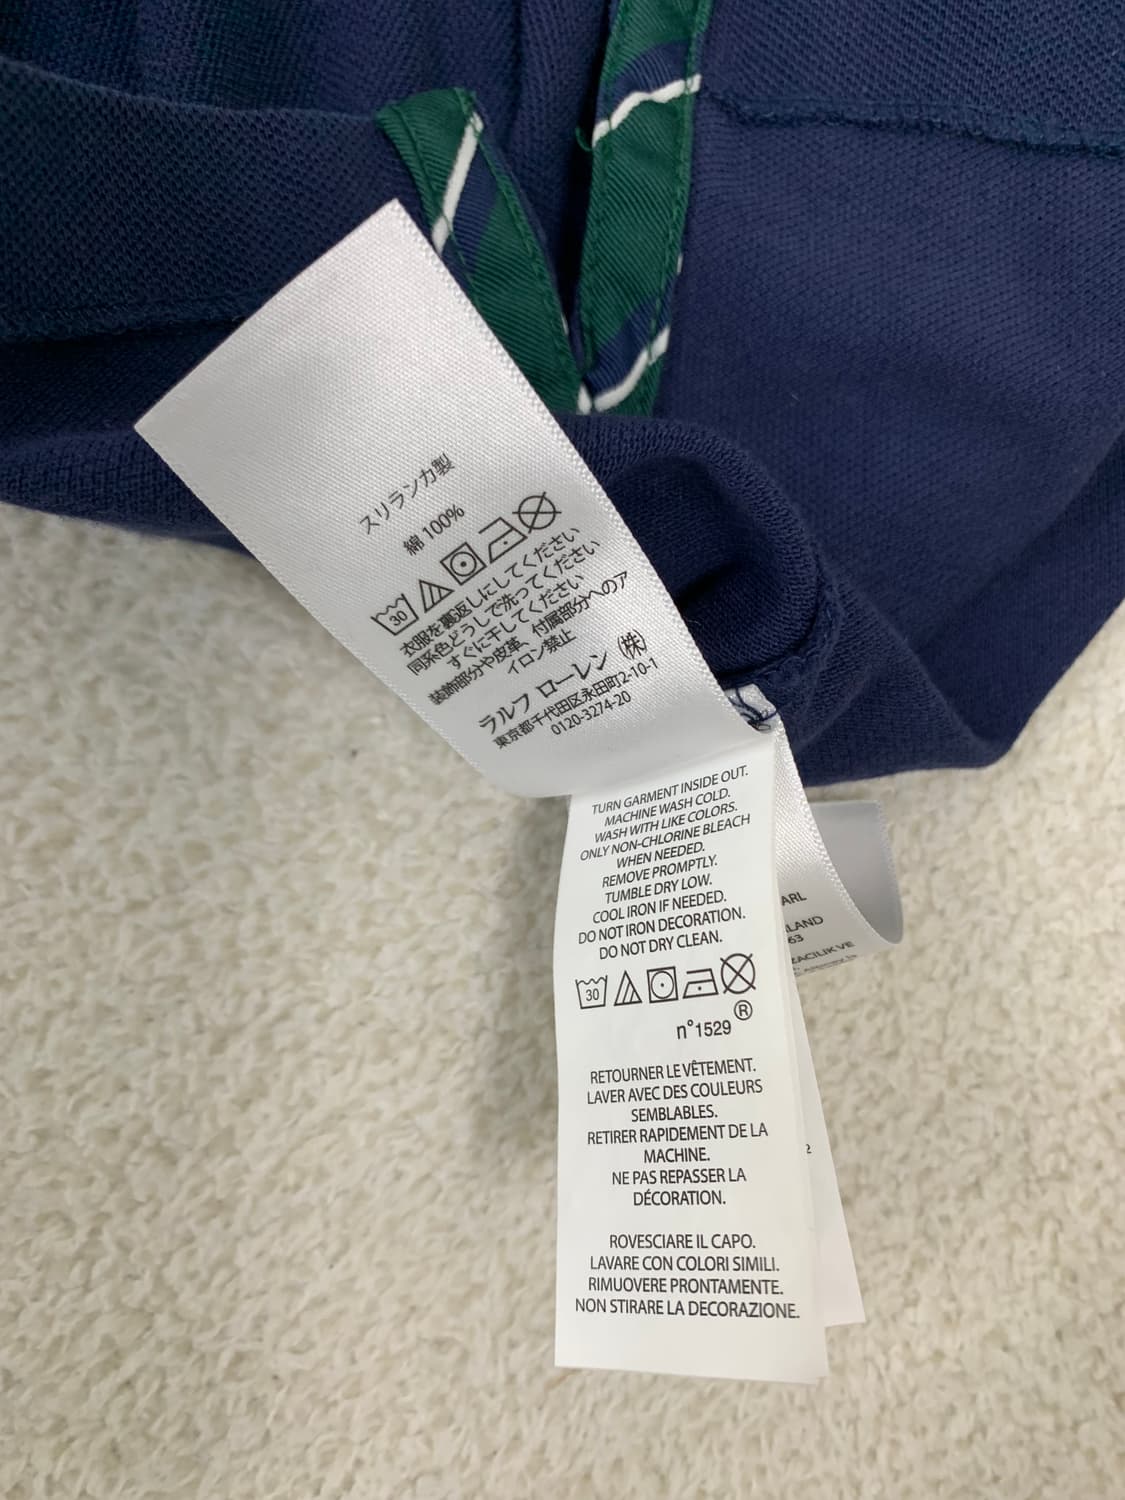 スリランカ製
綿 100%
30
衣服を裏返しにしてください
同系色どうしで洗ってください
すぐに干してください
装飾部分や皮革、付属部分へのア
イロン禁止
ラルフ ローレン (株)
東京都千代田区永田町2-10-1
0120-3274-20
TURN GARMENT INSIDE OUT.
MACHINE WASH COLD.
WASH WITH LIKE COLORS.
ONLY NON-CHLORINE BLEACH
WHEN NEEDED.
REMOVE PROMPTLY.
TUMBLE DRY LOW.
COOL IRON IF NEEDED.
DO NOT IRON DECORATION.
DO NOT DRY CLEAN.
30
n°1529 ®
RETOURNER LE VÊTEMENT.
LAVER AVEC DES COULEURS
SEMBLABLES.
RETIRER RAPIDEMENT DE LA
MACHINE.
NE PAS REPASSER LA
DÉCORATION.
ROVESCIARE IL CAPO.
LAVARE CON COLORI SIMILI.
RIMUOVERE PRONTAMENTE.
NON STIRARE LA DECORAZIONE.
ARL
LAND
63
ZACILIK VE
2